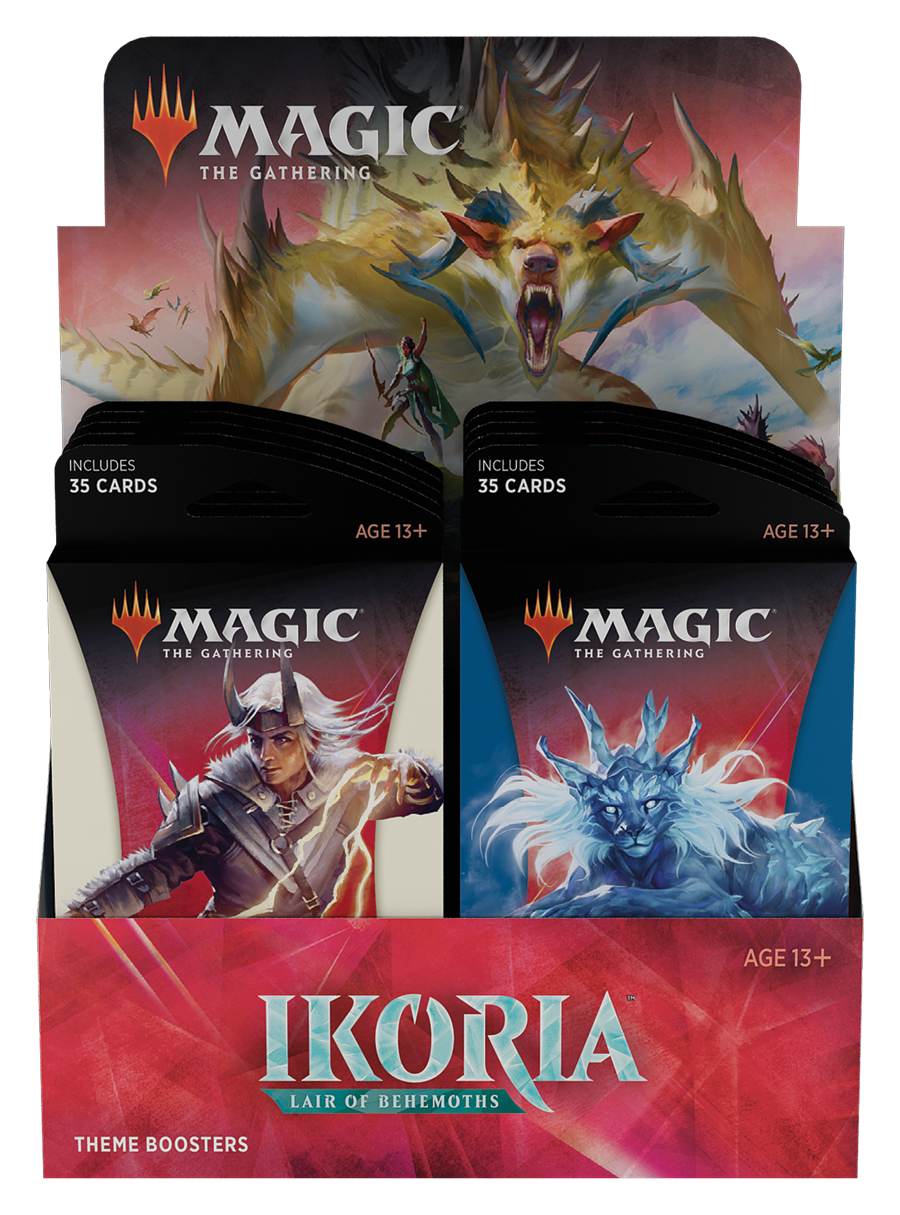 MAGIC
THE GATHERING
INCLUDES
35 CARDS
AGE 13+
INCLUDES
35 CARDS
AGE 13+
MAGIC
THE GATHERING
MAGIC
THE GATHERING
AGE 13+
IKORIA™
LAIR OF BEHEMOTHS
THEME BOOSTERS